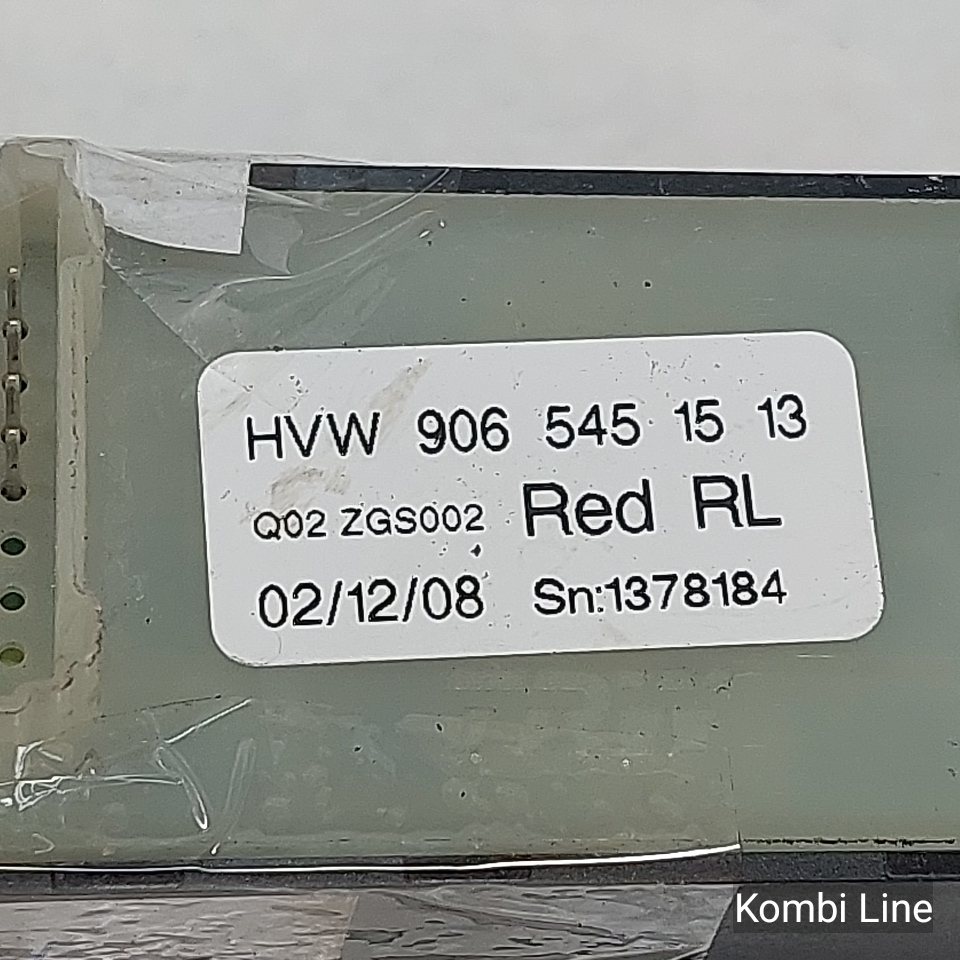 HVW 906 545 15 13
Q02 ZGS002 Red RL
02/12/08 Sn:1378184
Kombi Line